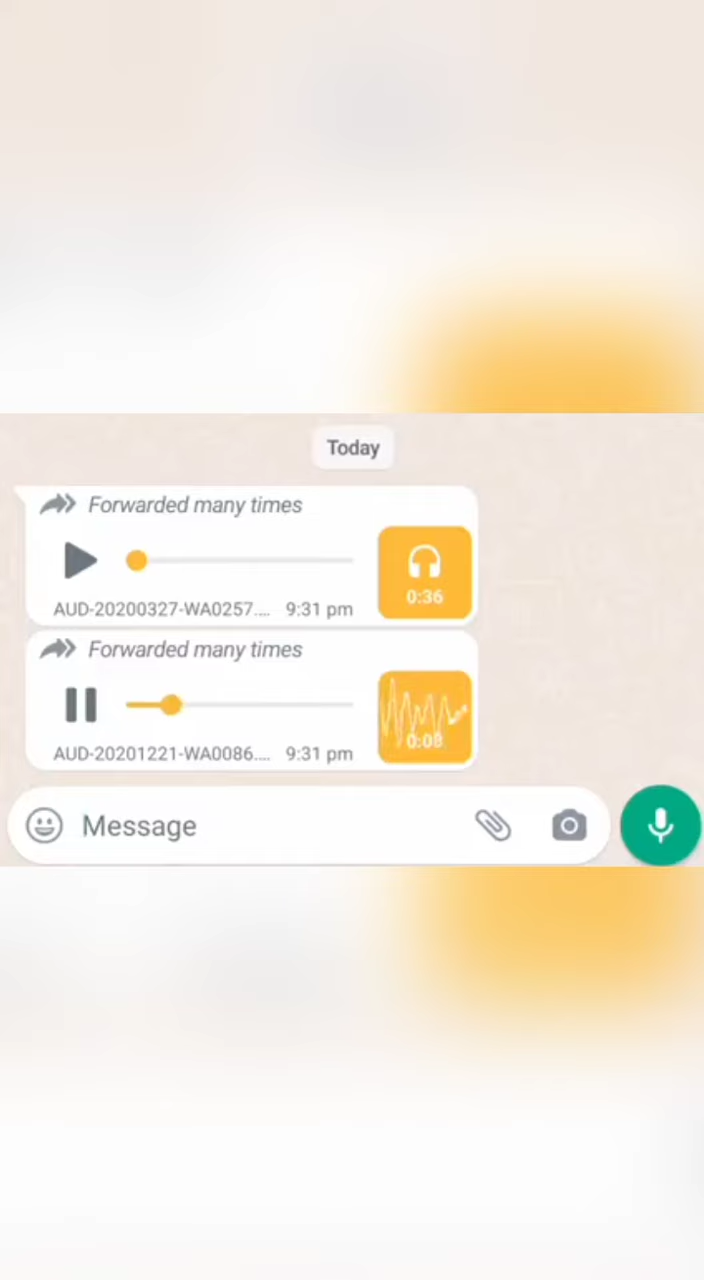 Today
Forwarded many times
0:36
AUD-20200327-WA0257.... 9:31 pm
Forwarded many times
0:08
AUD-20201221-WA0086.... 9:31 pm
Message